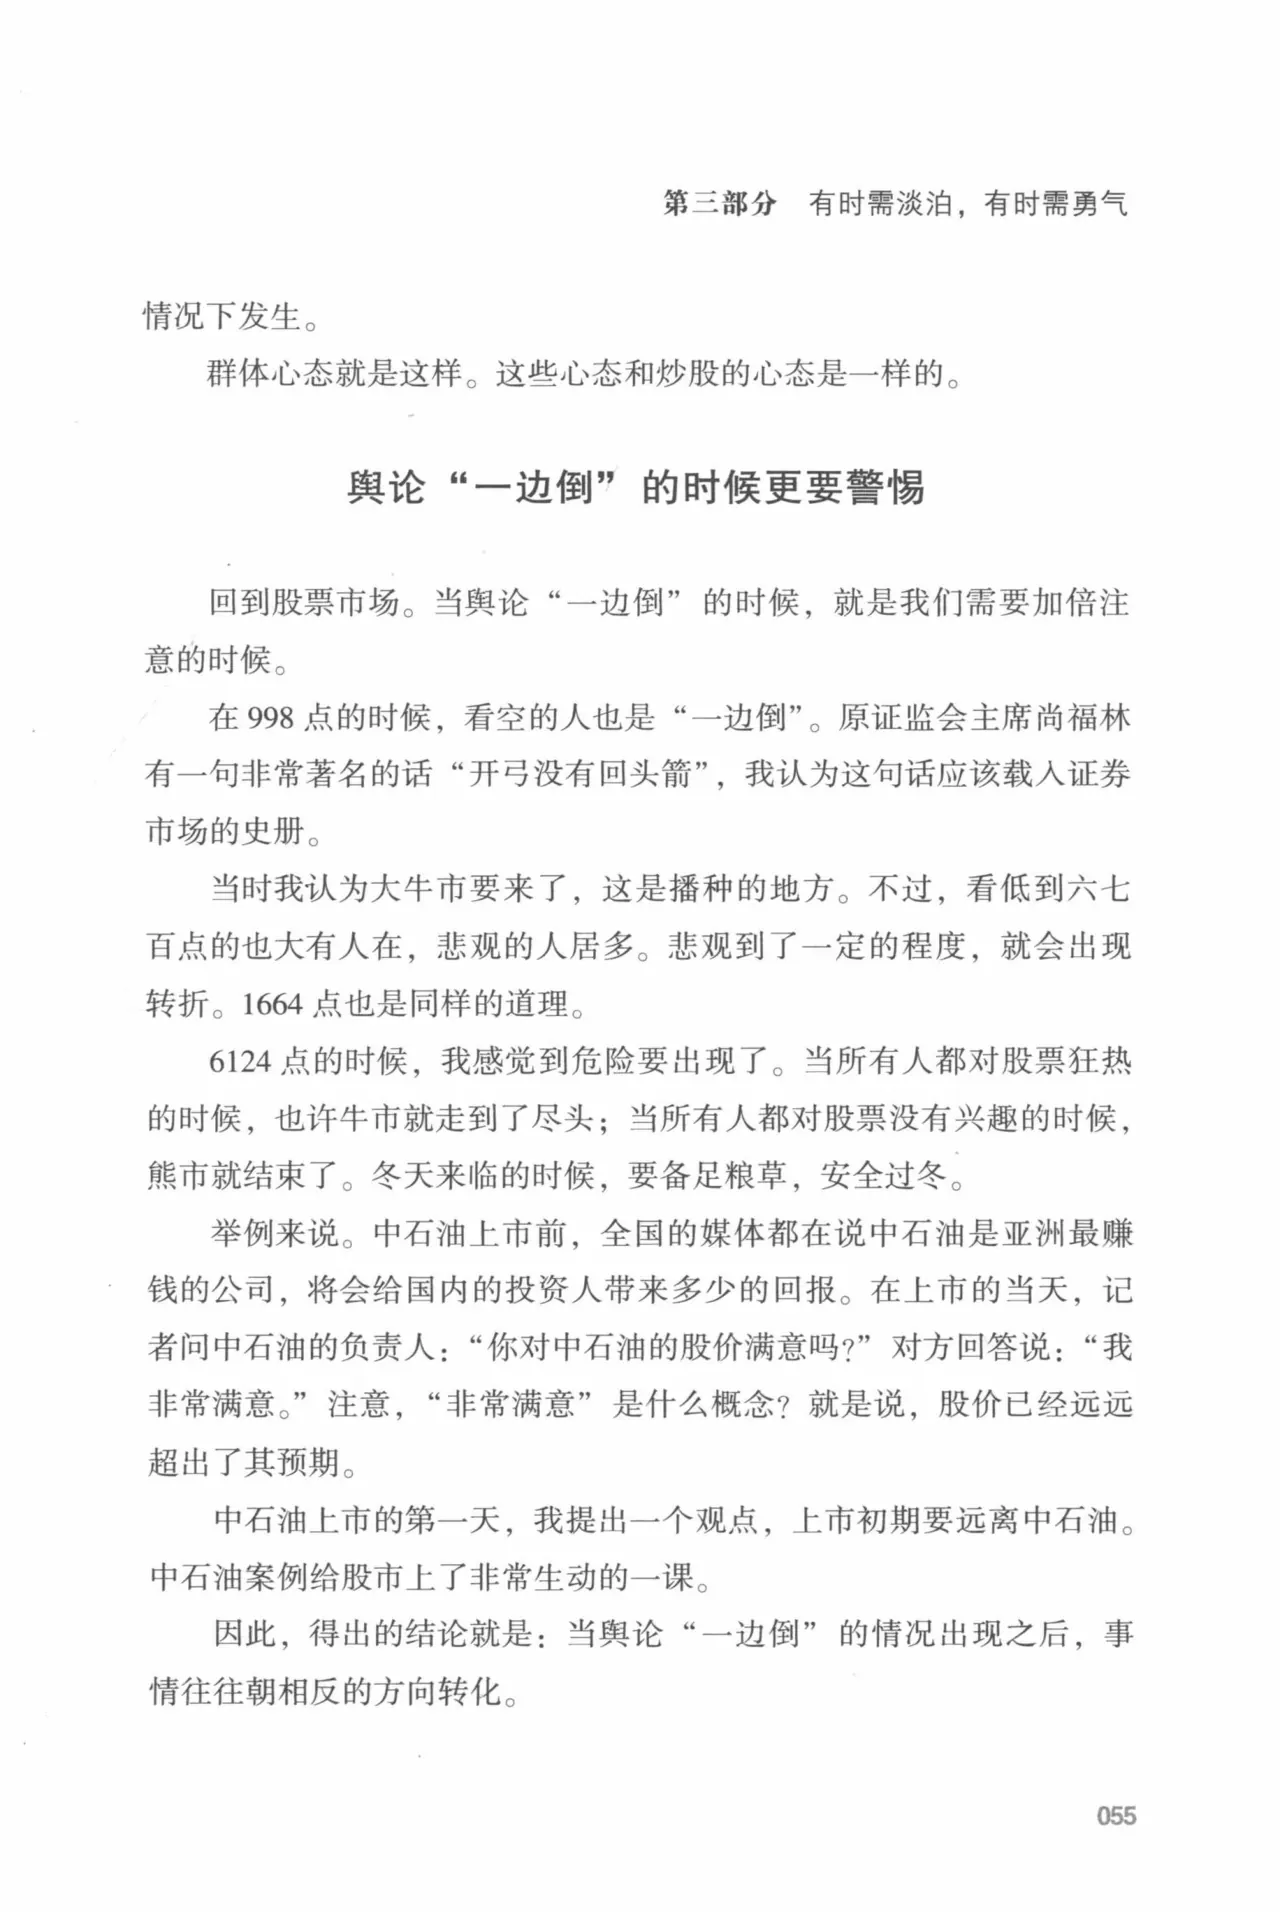 第三部分 有时需淡泊，有时需勇气
情况下发生。
群体心态就是这样。这些心态和炒股的心态是一样的。
舆论“一边倒”的时候更要警惕
回到股票市场。当舆论“一边倒”的时候，就是我们需要加倍注
意的时候。
在 998 点的时候，看空的人也是“一边倒”。原证监会主席尚福林
有一句非常著名的话“开弓没有回头箭”，我认为这句话应该载入证券
市场的史册。
当时我认为大牛市要来了，这是播种的地方。不过，看低到六七
百点的也大有人在，悲观的人居多。悲观到了一定的程度，就会出现
转折。1664 点也是同样的道理。
6124 点的时候，我感觉到危险要出现了。当所有人都对股票狂热
的时候，也许牛市就走到了尽头；当所有人都对股票没有兴趣的时候，
熊市就结束了。冬天来临的时候，要备足粮草，安全过冬。
举例来说。中石油上市前，全国的媒体都在说中石油是亚洲最赚
钱的公司，将会给国内的投资人带来多少的回报。在上市的当天，记
者问中石油的负责人：“你对中石油的股价满意吗?”对方回答说：“我
非常满意。”注意，“非常满意”是什么概念? 就是说，股价已经远远
超出了其预期。
中石油上市的第一天，我提出一个观点，上市初期要远离中石油。
中石油案例给股市上了非常生动的一课。
因此，得出的结论就是：当舆论“一边倒”的情况出现之后，事
情往往朝相反的方向转化。
055